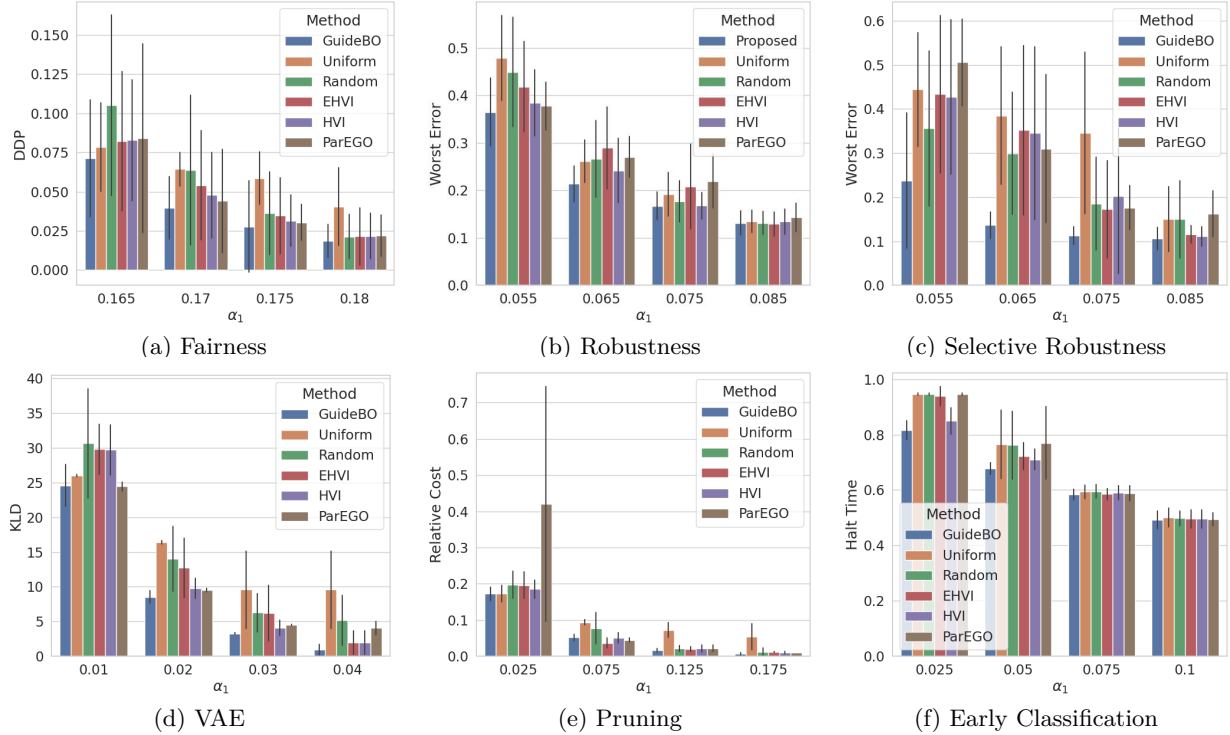 Method
GuideBO
Uniform
Random
EHVI
HVI
ParEGO
0.150
0.125
0.100
0.075
0.050
0.025
0.000
DDP
0.165
0.17
0.175
0.18
α₁
(a) Fairness
Method
Proposed
Uniform
Random
EHVI
HVI
ParEGO
0.5
0.4
0.3
0.2
0.1
0.0
Worst Error
0.055
0.065
0.075
0.085
α₁
(b) Robustness
Method
GuideBO
Uniform
Random
EHVI
HVI
ParEGO
0.6
0.5
0.4
0.3
0.2
0.1
0.0
Worst Error
0.055
0.065
0.075
0.085
α₁
(c) Selective Robustness
Method
GuideBO
Uniform
Random
EHVI
HVI
ParEGO
40
35
30
25
20
15
10
5
0
KLD
0.01
0.02
0.03
0.04
α₁
(d) VAE
Method
GuideBO
Uniform
Random
EHVI
HVI
ParEGO
0.7
0.6
0.5
0.4
0.3
0.2
0.1
0.0
Relative Cost
0.025
0.075
0.125
0.175
α₁
(e) Pruning
1.0
0.8
0.6
0.4
0.2
0.0
Halt Time
Method
GuideBO
Uniform
Random
EHVI
HVI
ParEGO
0.025
0.05
0.075
0.1
α₁
(f) Early Classification